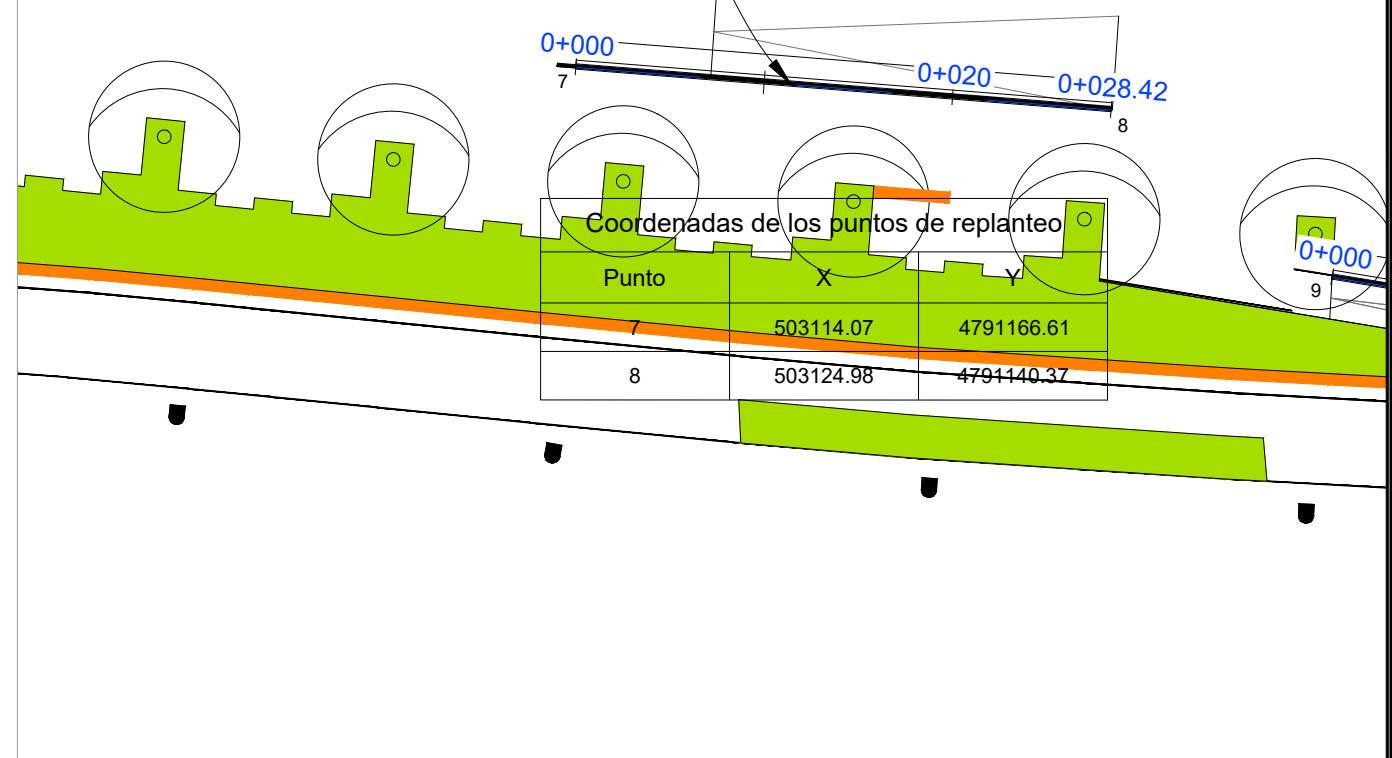 0+000
0+020
0+028.42
7
8
Coordenadas de los puntos de replanteo
Punto X Y
7 503114.07 4791166.61
8 503124.98 4791140.37
0+000
9